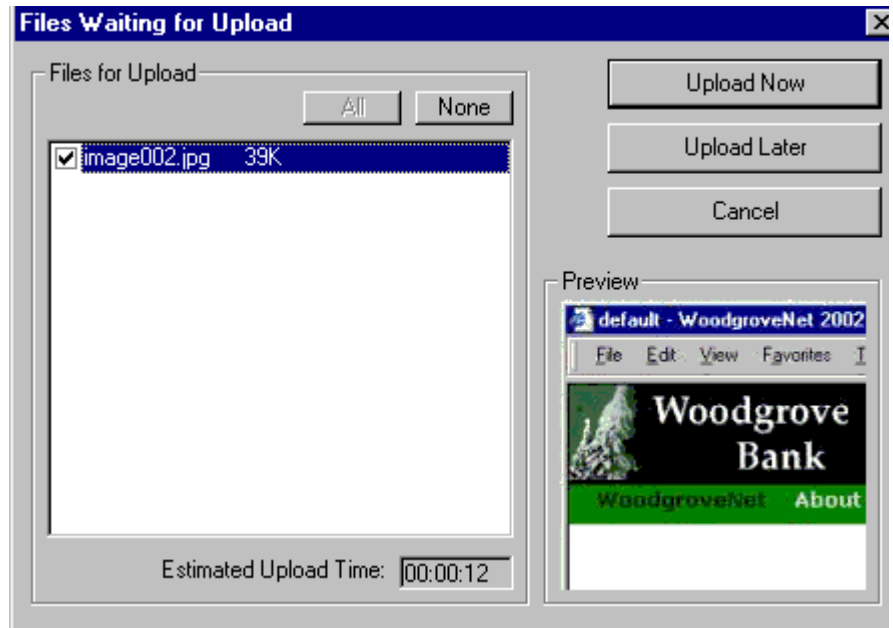 Files Waiting for Upload
Files for Upload
All
None
image002.jpg 39K
Estimated Upload Time: 00:00:12
Upload Now
Upload Later
Cancel
Preview
default - WoodgroveNet 2002
File Edit View Favorites T
Woodgrove
Bank
WoodgroveNet About